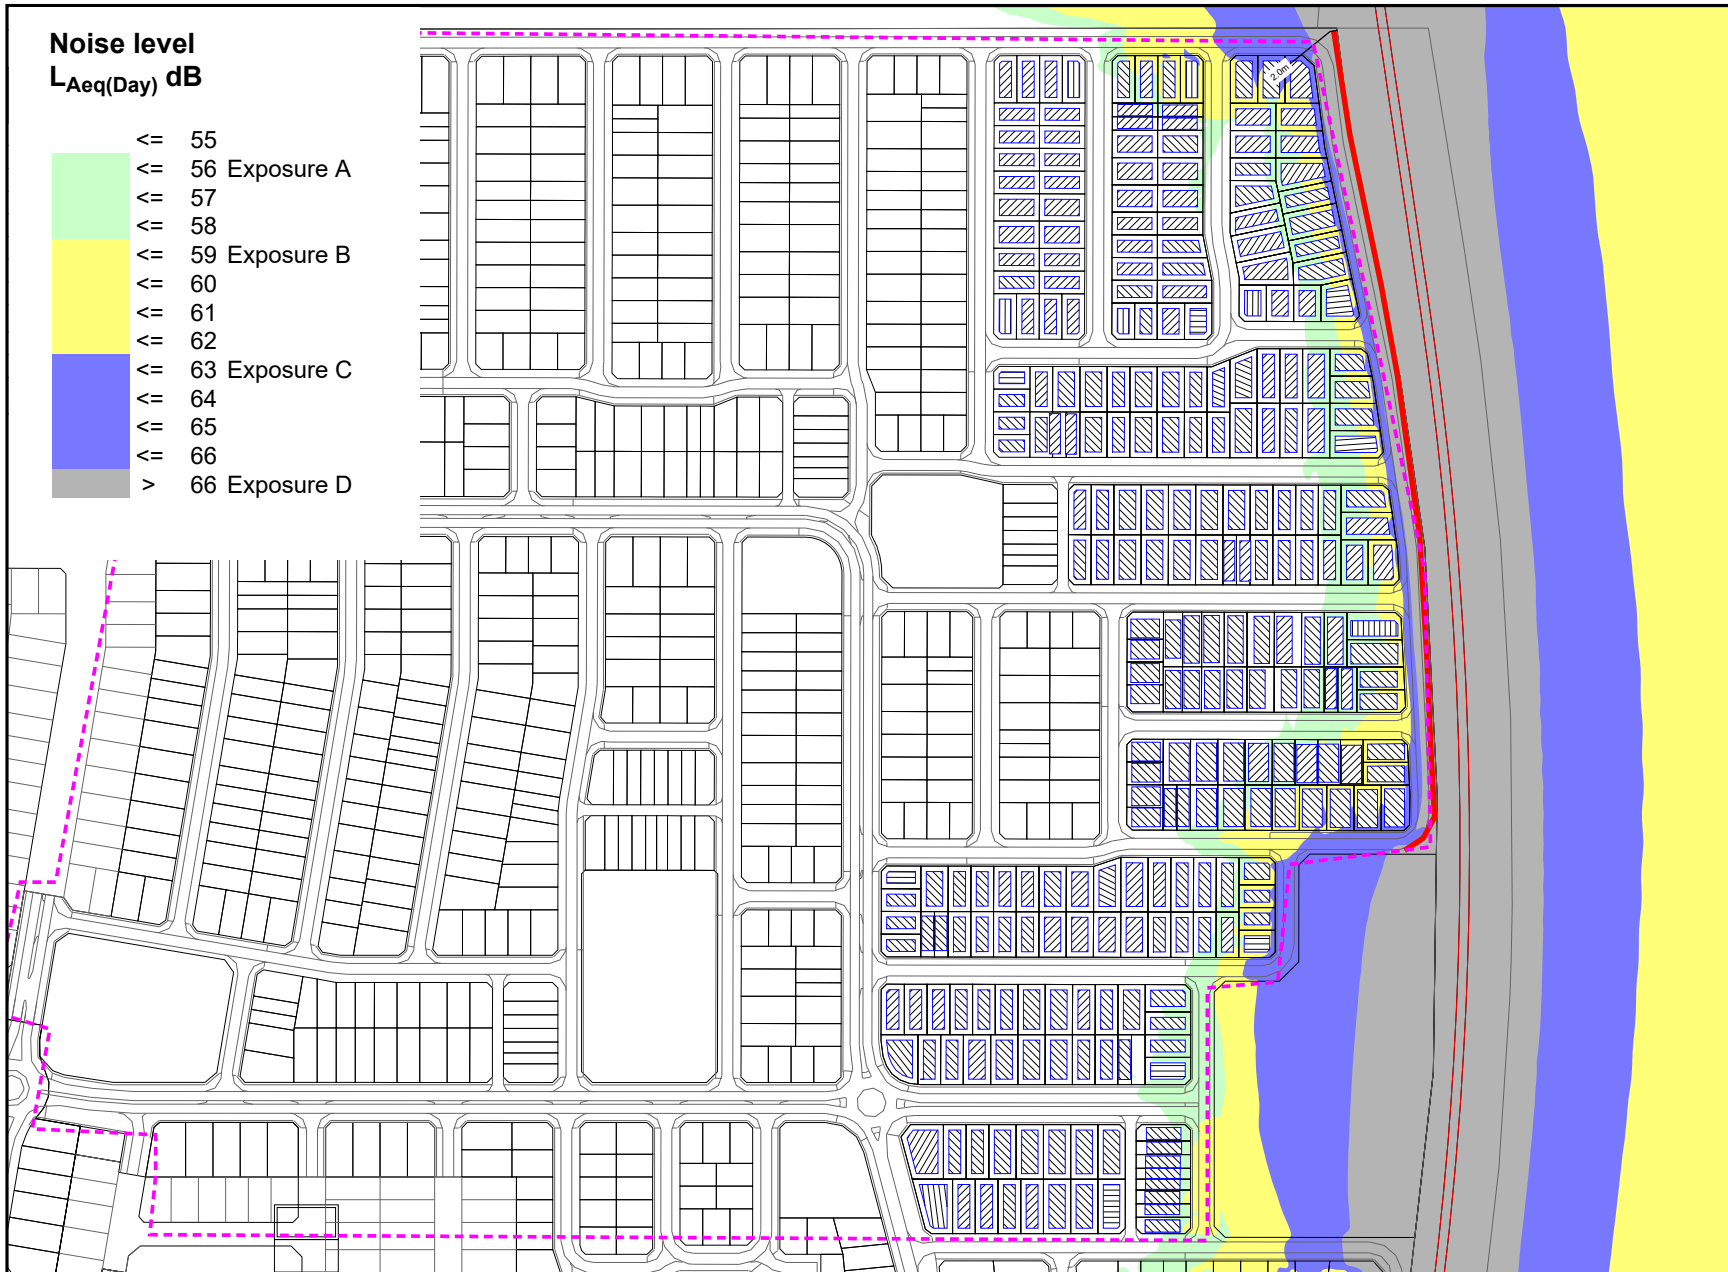 Noise level
LAeq(Day) dB
<= 55
<= 56 Exposure A
<= 57
<= 58
<= 59 Exposure B
<= 60
<= 61
<= 62
<= 63 Exposure C
<= 64
<= 65
<= 66
> 66 Exposure D
2.0m